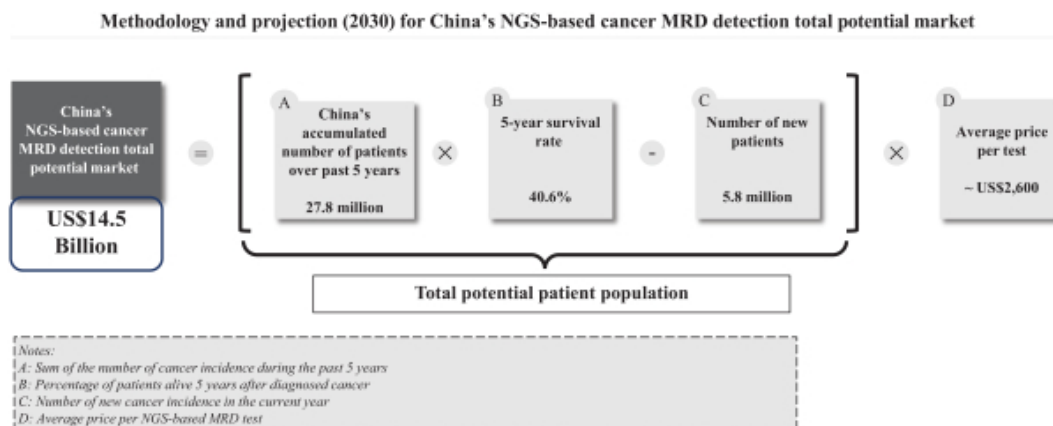 Methodology and projection (2030) for China's NGS-based cancer MRD detection total potential market
China's
NGS-based cancer
MRD detection total
potential market
US$14.5
Billion
=
A
China's
accumulated
number of patients
over past 5 years
27.8 million
×
B
5-year survival
rate
40.6%
-
C
Number of new
patients
5.8 million
×
D
Average price
per test
~ US$2,600
Total potential patient population
Notes:
A: Sum of the number of cancer incidence during the past 5 years
B: Percentage of patients alive 5 years after diagnosed cancer
C: Number of new cancer incidence in the current year
D: Average price per NGS-based MRD test